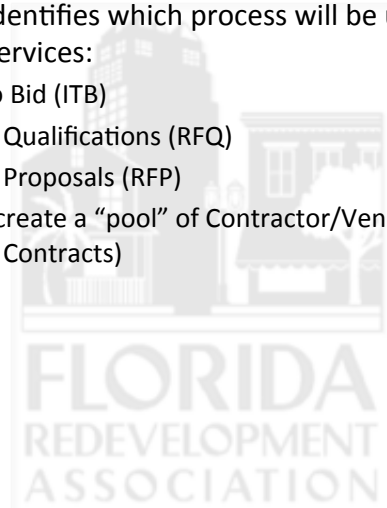 dentifies which process will be
ervices:
Bid (ITB)
Qualifications (RFQ)
Proposals (RFP)
create a “pool” of Contractor/Ven
Contracts)
FLORIDA
REDEVELOPMENT
ASSOCIATION